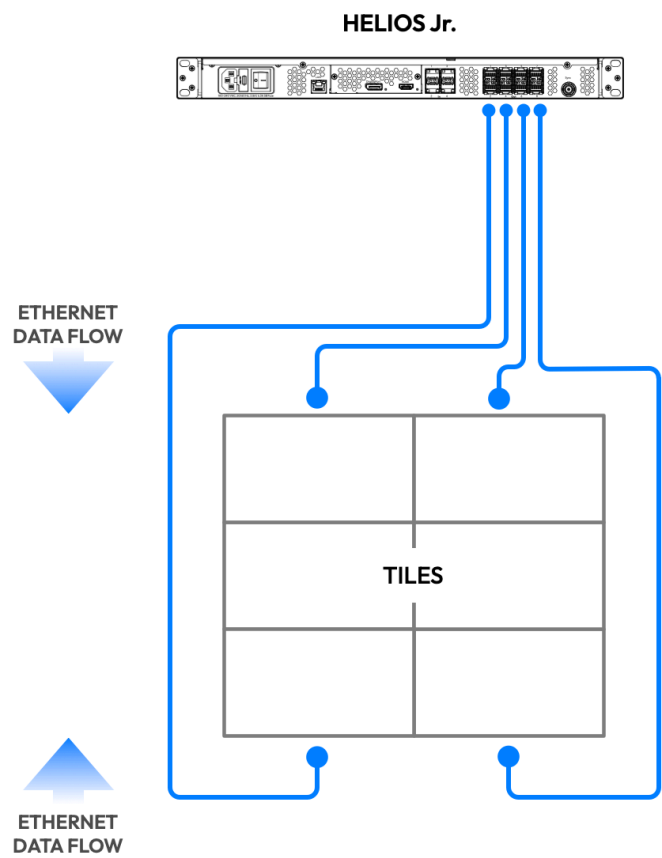 HELIOS Jr.
ETHERNET
DATA FLOW
TILES
ETHERNET
DATA FLOW